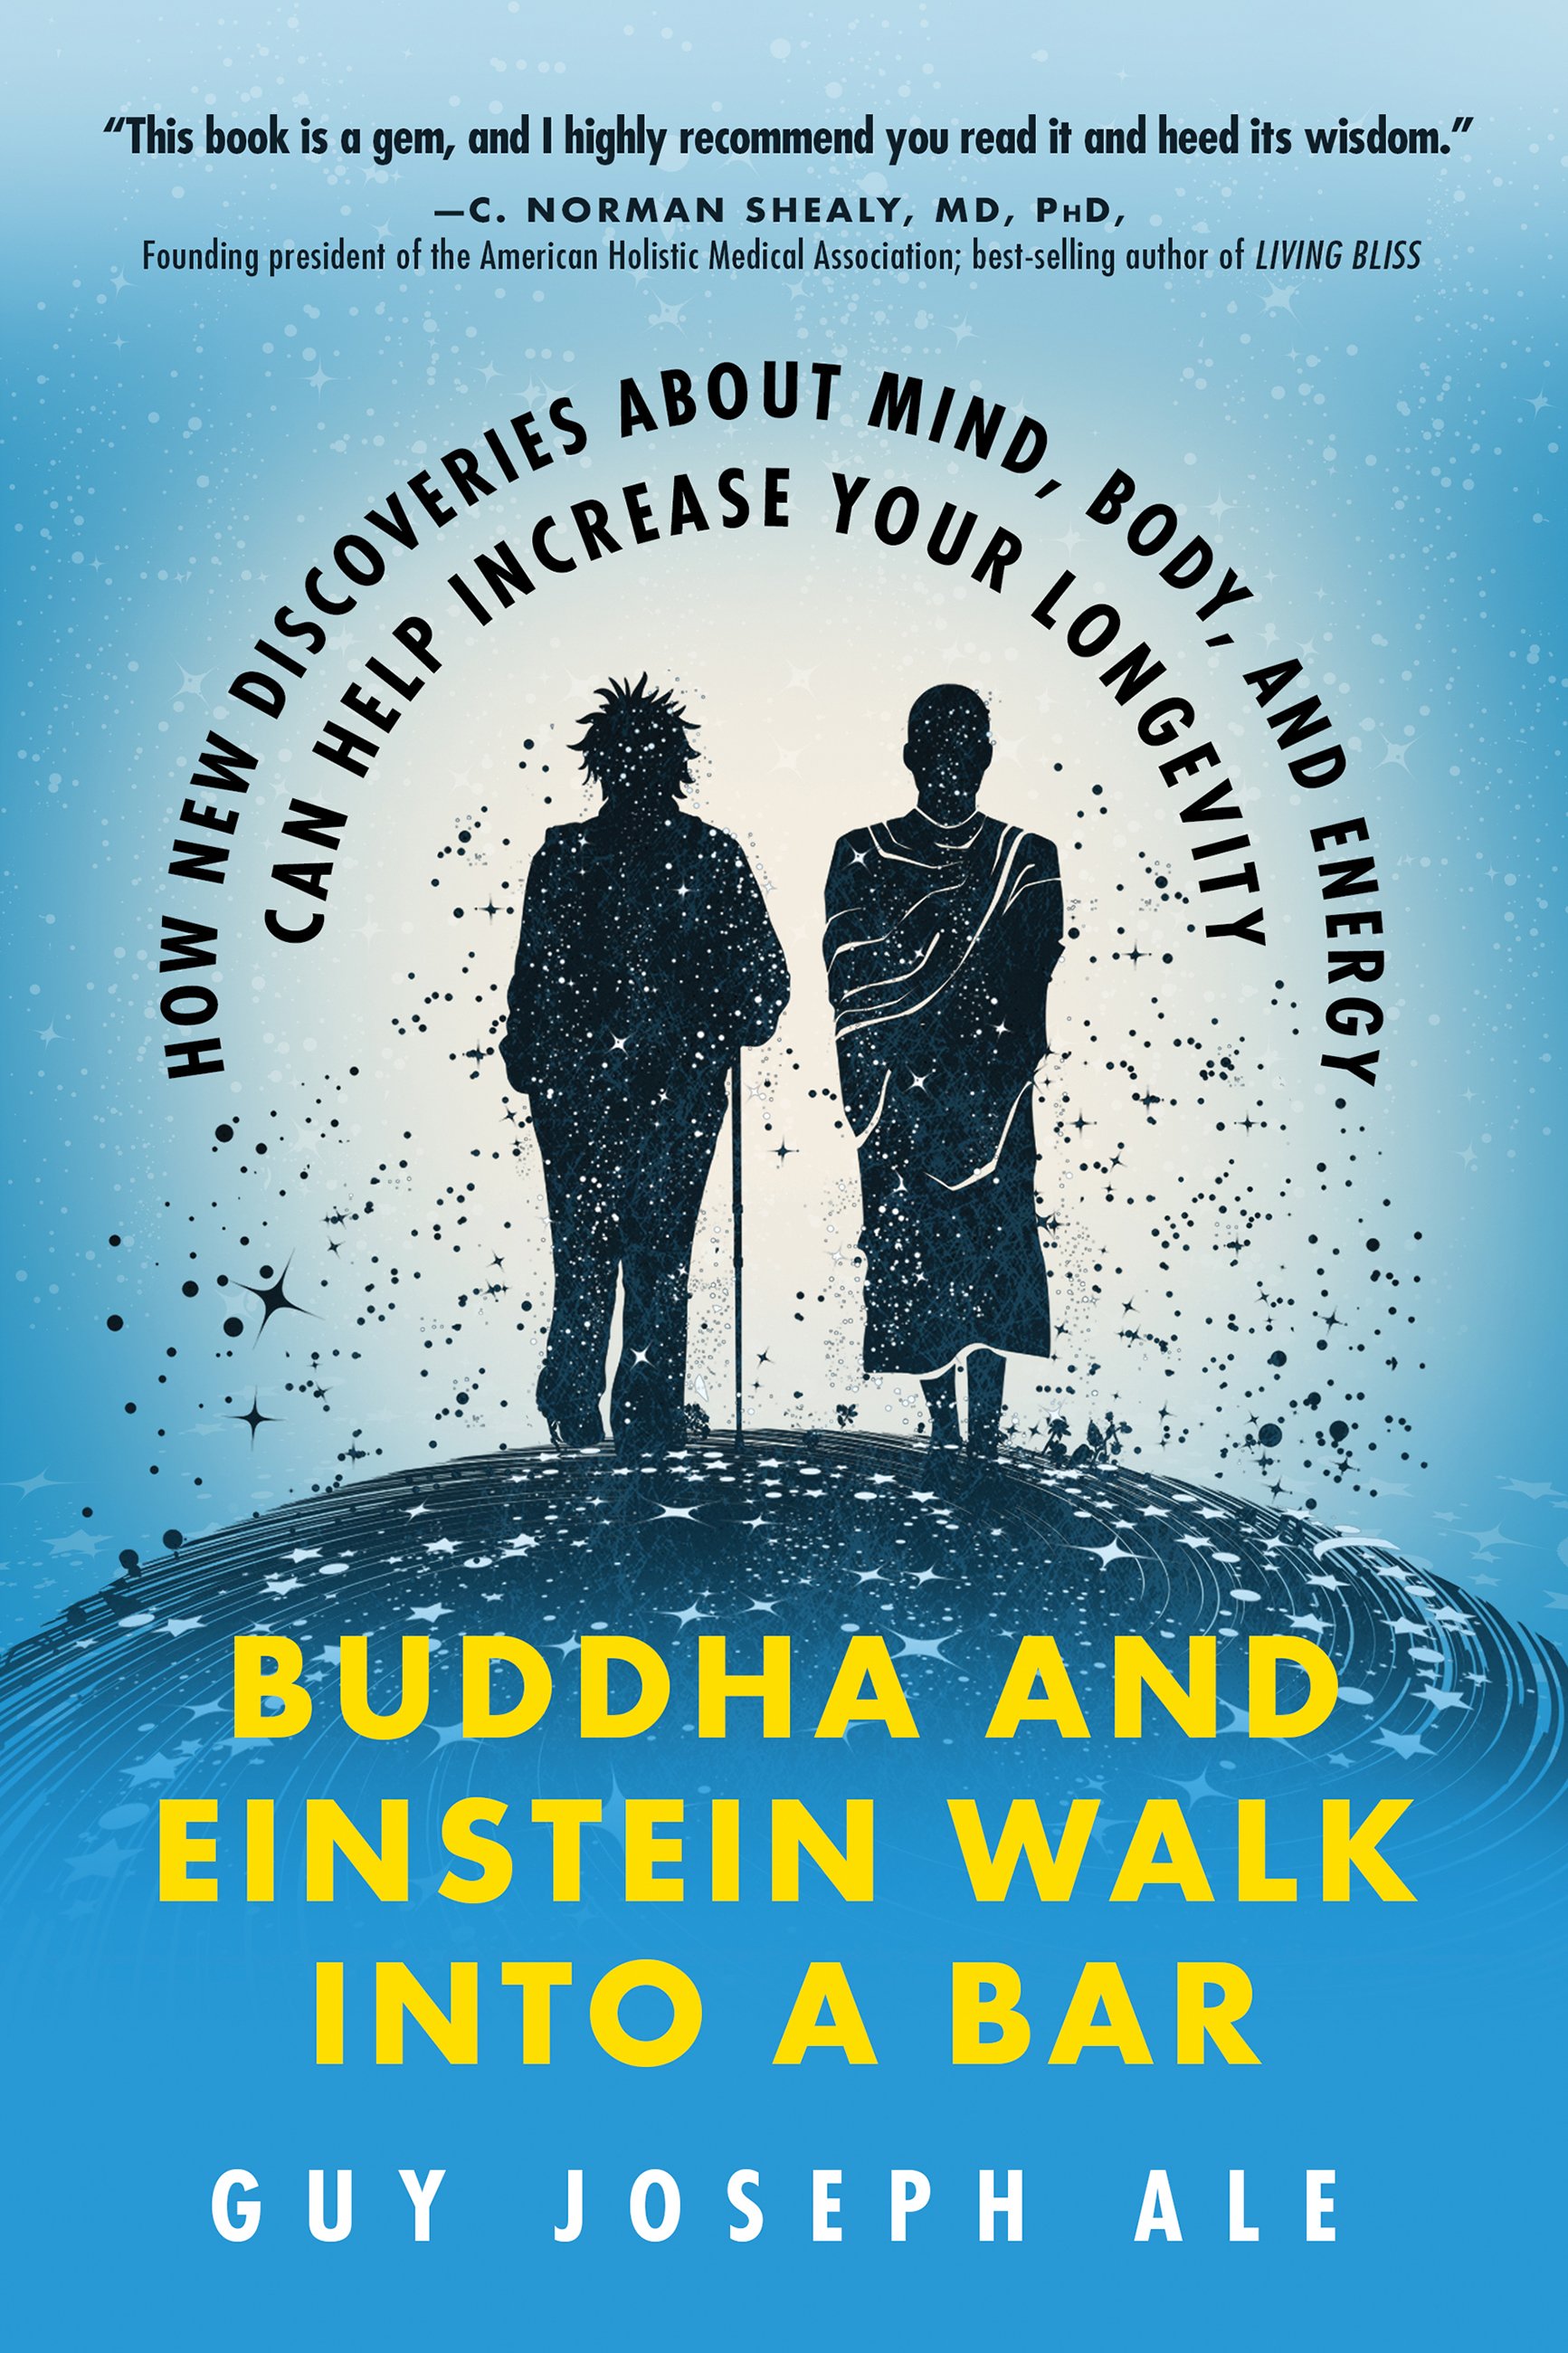 “This book is a gem, and I highly recommend you read it and heed its wisdom.”
—C. NORMAN SHEALY, MD, PHD,
Founding president of the American Holistic Medical Association; best-selling author of LIVING BLISS
HOW NEW DISCOVERIES ABOUT MIND, BODY, AND ENERGY
CAN HELP INCREASE YOUR LONGEVITY
BUDDHA AND
EINSTEIN WALK
INTO A BAR
GUY JOSEPH ALE